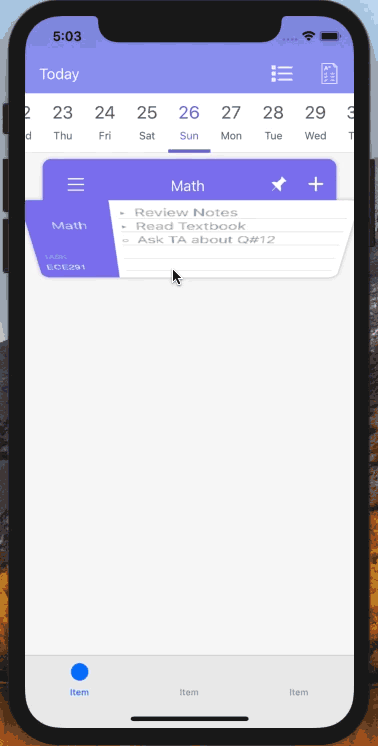 5:03
Today
2 23 24 25 26 27 28 29 3
d Thu Fri Sat Sun Mon Tue Wed T
Math
Math
Review Notes
Read Textbook
Ask TA about Q#12
ECE291
Item Item Item